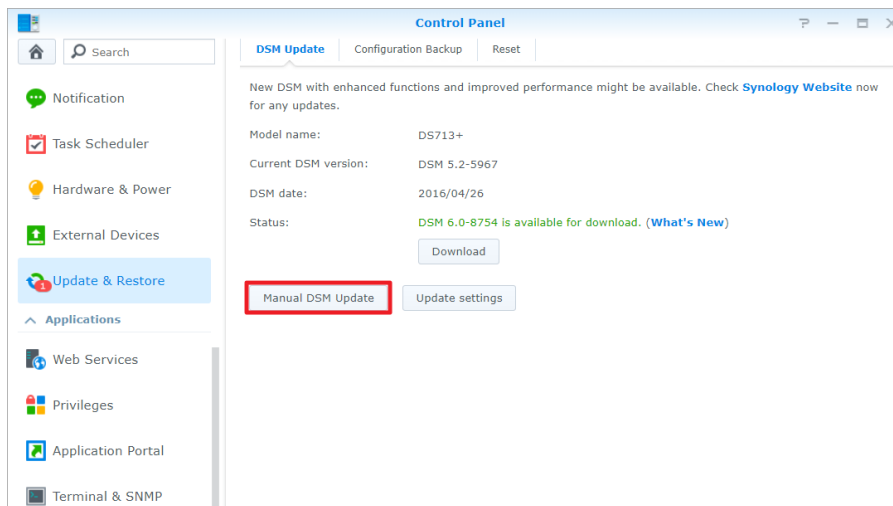 Control Panel
Search
DSM Update
Configuration Backup
Reset
New DSM with enhanced functions and improved performance might be available. Check Synology Website now
for any updates.
Model name: DS713+
Current DSM version: DSM 5.2-5967
DSM date: 2016/04/26
Status: DSM 6.0-8754 is available for download. (What's New)
Download
Manual DSM Update
Update settings
Notification
Task Scheduler
Hardware & Power
External Devices
1
Update & Restore
Applications
Web Services
Privileges
Application Portal
Terminal & SNMP